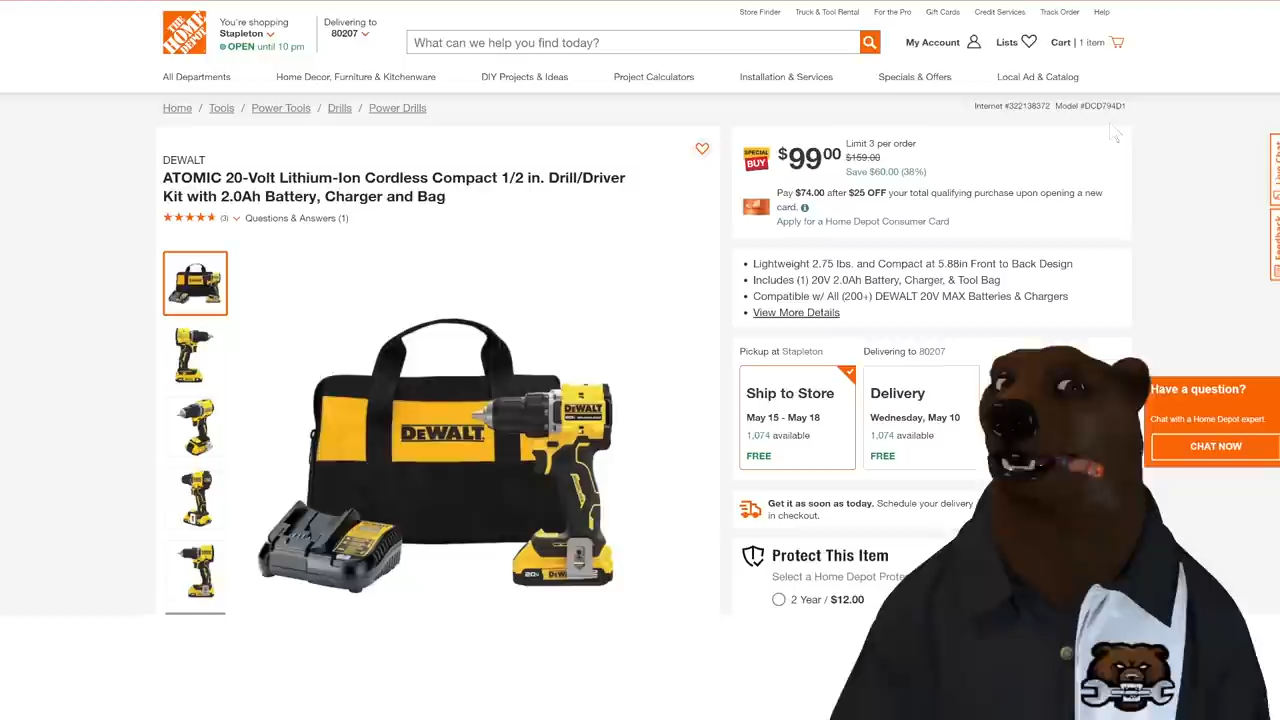 Store Finder Truck & Tool Rental For the Pro Gift Cards Credit Services Track Order Help
THE HOME DEPOT
You're shopping
Stapleton
OPEN until 10 pm
Delivering to
80207
What can we help you find today?
My Account
Lists
Cart | 1 item
All Departments Home Decor, Furniture & Kitchenware DIY Projects & Ideas Project Calculators Installation & Services Specials & Offers Local Ad & Catalog
Home / Tools / Power Tools / Drills / Power Drills
Internet #322138372 Model #DCD794D1
DEWALT
ATOMIC 20-Volt Lithium-Ion Cordless Compact 1/2 in. Drill/Driver
Kit with 2.0Ah Battery, Charger and Bag
(3) Questions & Answers (1)
DEWALT
DEWALT
SPECIAL
BUY
$99.00
Limit 3 per order
$159.00
Save $60.00 (38%)
Pay $74.00 after $25 OFF your total qualifying purchase upon opening a new
card.
Apply for a Home Depot Consumer Card
• Lightweight 2.75 lbs. and Compact at 5.88in Front to Back Design
• Includes (1) 20V 2.0Ah Battery, Charger, & Tool Bag
• Compatible w/ All (200+) DEWALT 20V MAX Batteries & Chargers
• View More Details
Pickup at Stapleton
Delivering to 80207
Ship to Store
May 15 - May 18
1,074 available
FREE
Delivery
Wednesday, May 10
1,074 available
FREE
Get it as soon as today. Schedule your delivery
in checkout.
Protect This Item
Select a Home Depot Prote
2 Year / $12.00
Live Chat
Feedback
Have a question?
Chat with a Home Depot expert
CHAT NOW